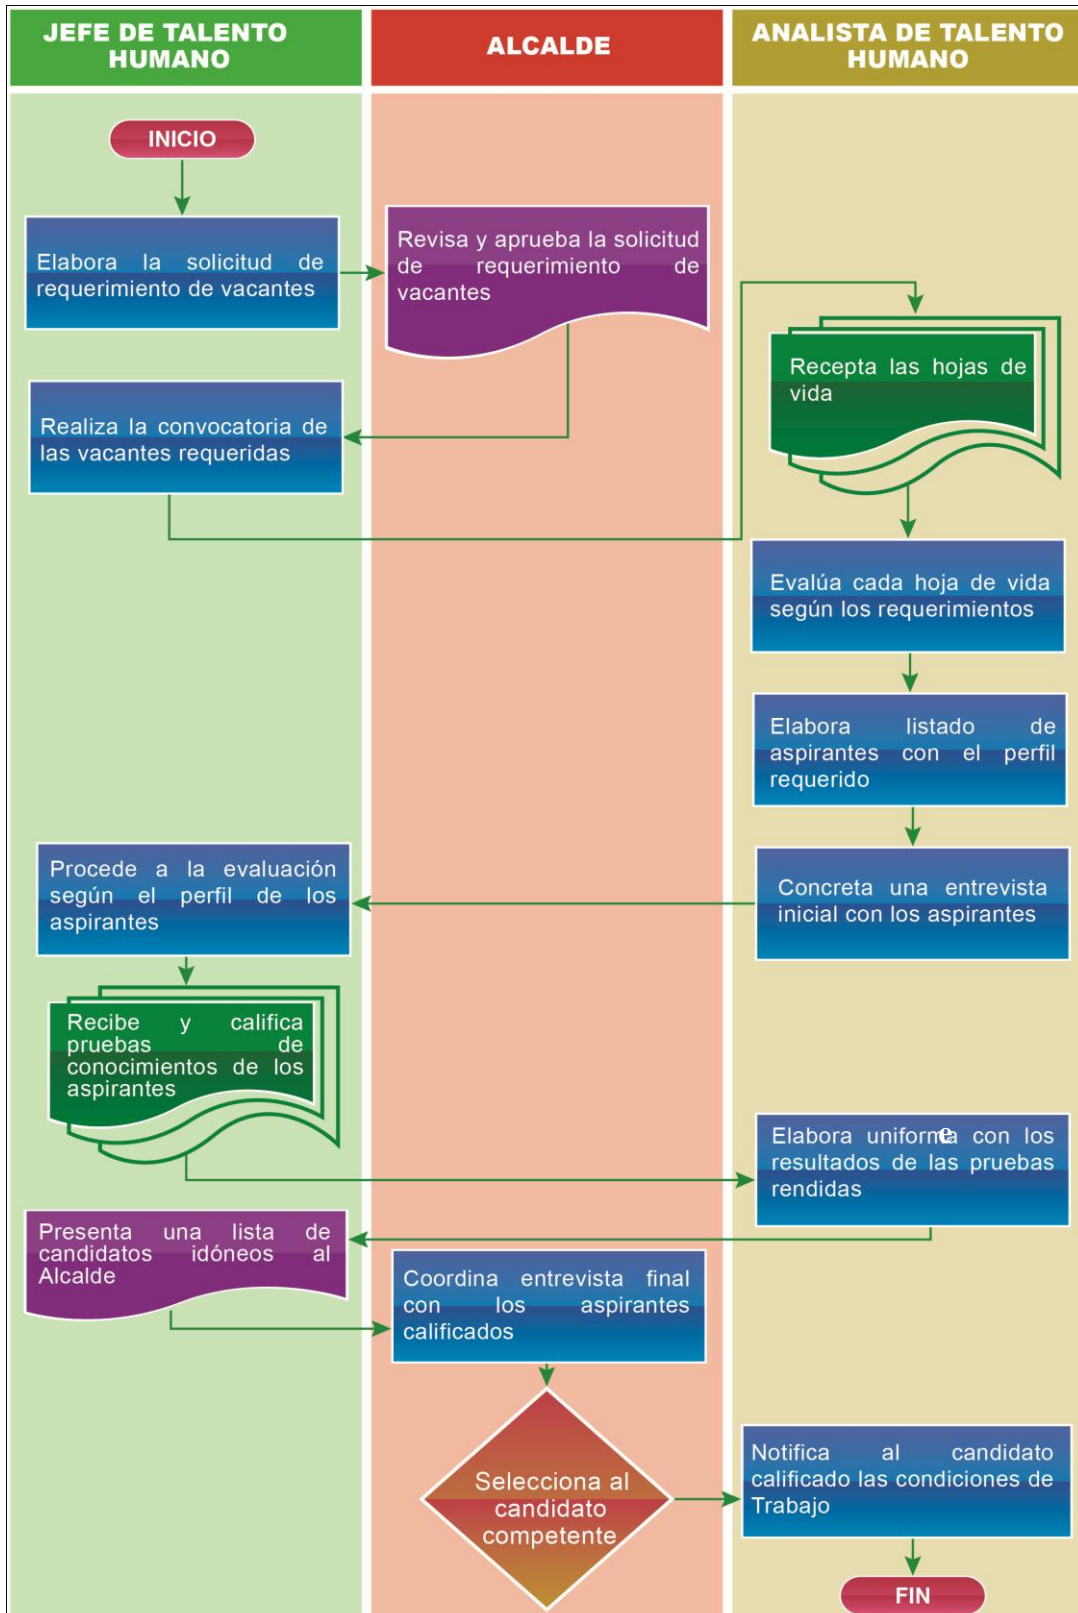 JEFE DE TALENTO
HUMANO
ALCALDE
ANALISTA DE TALENTO
HUMANO
INICIO
Elabora la solicitud de
requerimiento de vacantes
Revisa y aprueba la solicitud
de requerimiento de
vacantes
Realiza la convocatoria de
las vacantes requeridas
Recepta las hojas de
vida
Evalúa cada hoja de vida
según los requerimientos
Elabora listado de
aspirantes con el perfil
requerido
Concreta una entrevista
inicial con los aspirantes
Procede a la evaluación
según el perfil de los
aspirantes
Recibe y califica
pruebas de
conocimientos de los
aspirantes
Elabora con los
resultados de las pruebas
rendidas
Presenta una lista de
candidatos idóneos al
Alcalde
Coordina entrevista final
con los aspirantes
calificados
Selecciona al
candidato
competente
Notifica al candidato
calificado las condiciones de
Trabajo
FIN